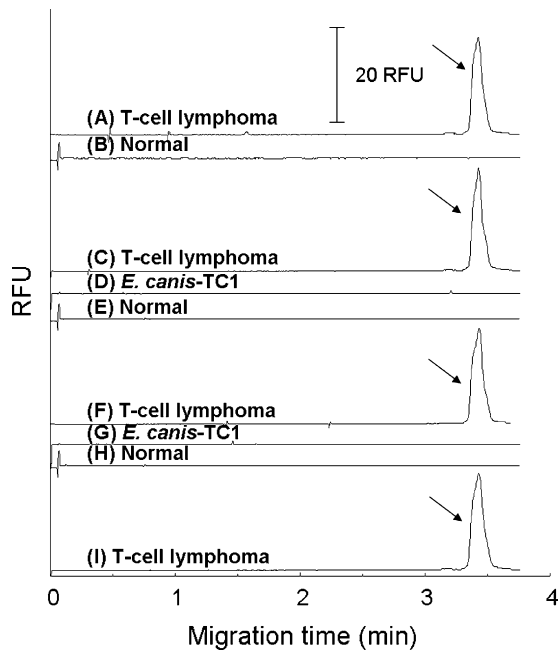 20 RFU
(A) T-cell lymphoma
(B) Normal
(C) T-cell lymphoma
(D) E. canis-TC1
(E) Normal
(F) T-cell lymphoma
(G) E. canis-TC1
(H) Normal
(I) T-cell lymphoma
RFU
0 1 2 3 4
Migration time (min)